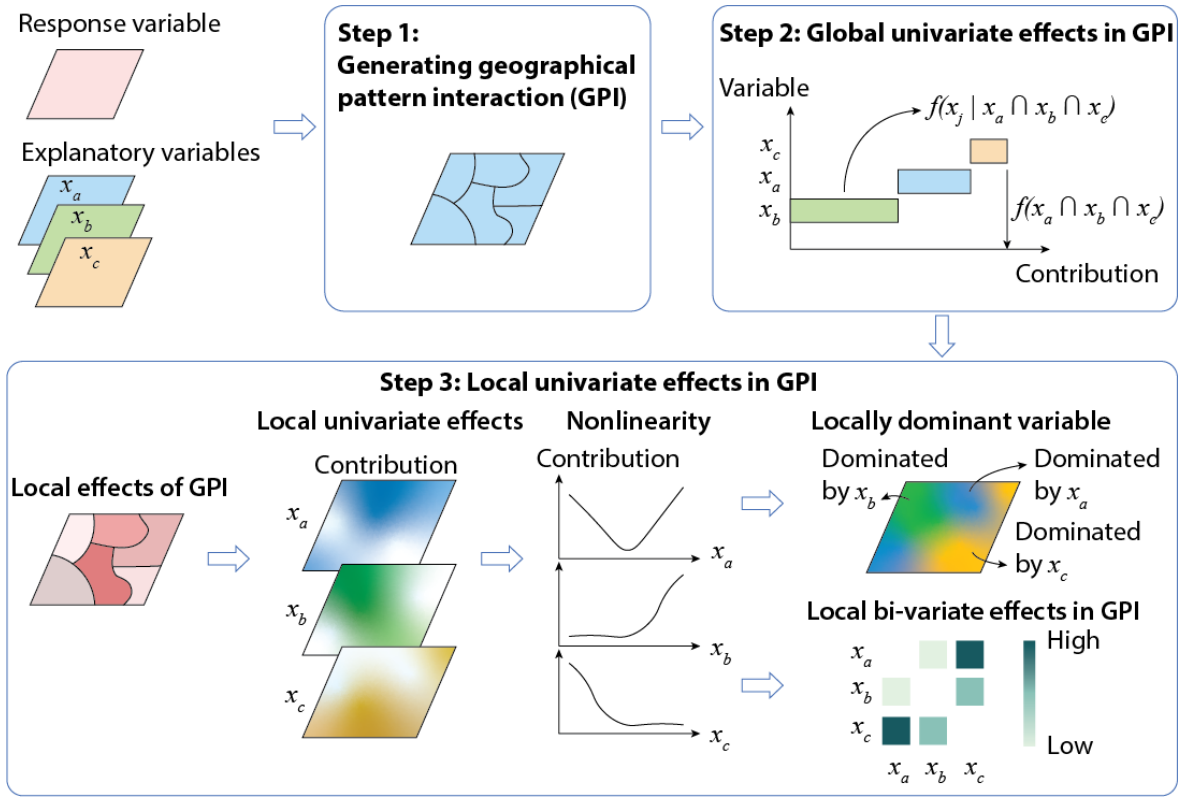 Response variable
Explanatory variables
x_a
x_b
x_c
Step 1:
Generating geographical
pattern interaction (GPI)
Step 2: Global univariate effects in GPI
Variable
f(x_j | x_a ∩ x_b ∩ x_c)
x_c
x_a
x_b
f(x_a ∩ x_b ∩ x_c)
Contribution
Step 3: Local univariate effects in GPI
Local effects of GPI
Local univariate effects
Contribution
x_a
x_b
x_c
Nonlinearity
Contribution
x_a
x_b
x_c
Locally dominant variable
Dominated
by x_b
Dominated
by x_a
Dominated
by x_c
Local bi-variate effects in GPI
x_a
x_b
x_c
x_a x_b x_c
High
Low